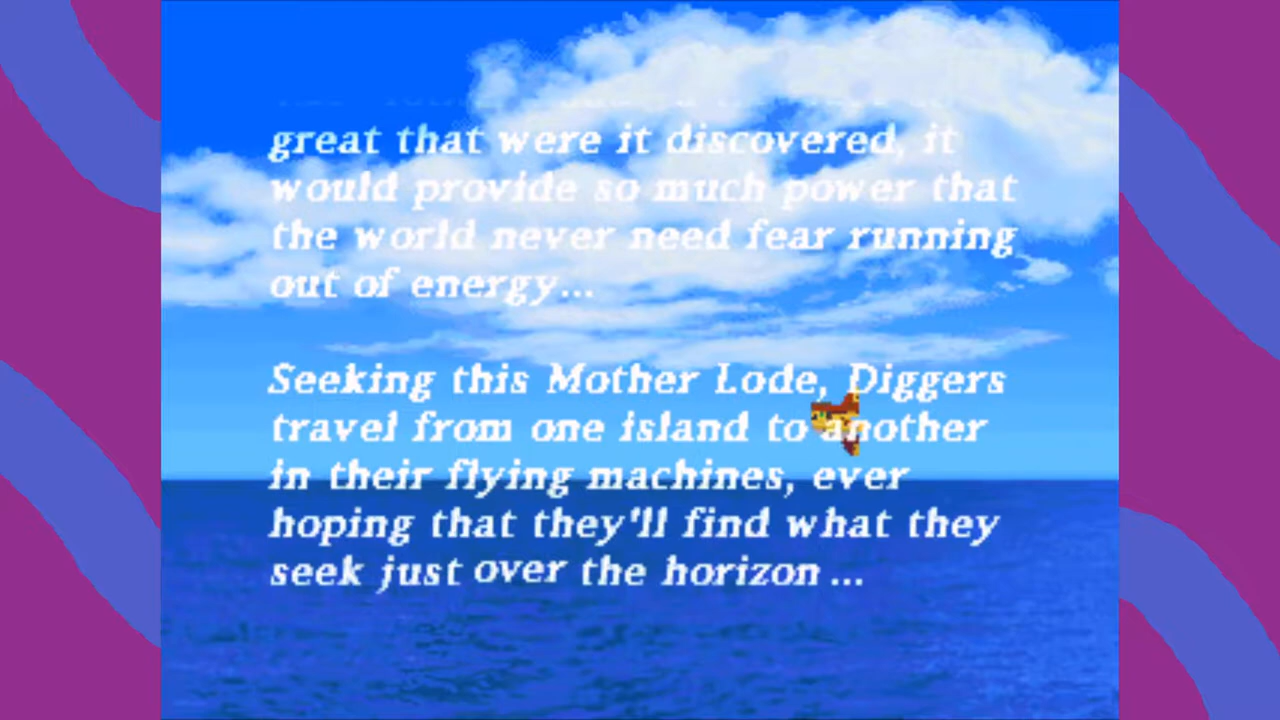 great that were it discovered, it
would provide so much power that
the world never need fear running
out of energy...
Seeking this Mother Lode, Diggers
travel from one island to another
in their flying machines, ever
hoping that they'll find what they
seek just over the horizon ...